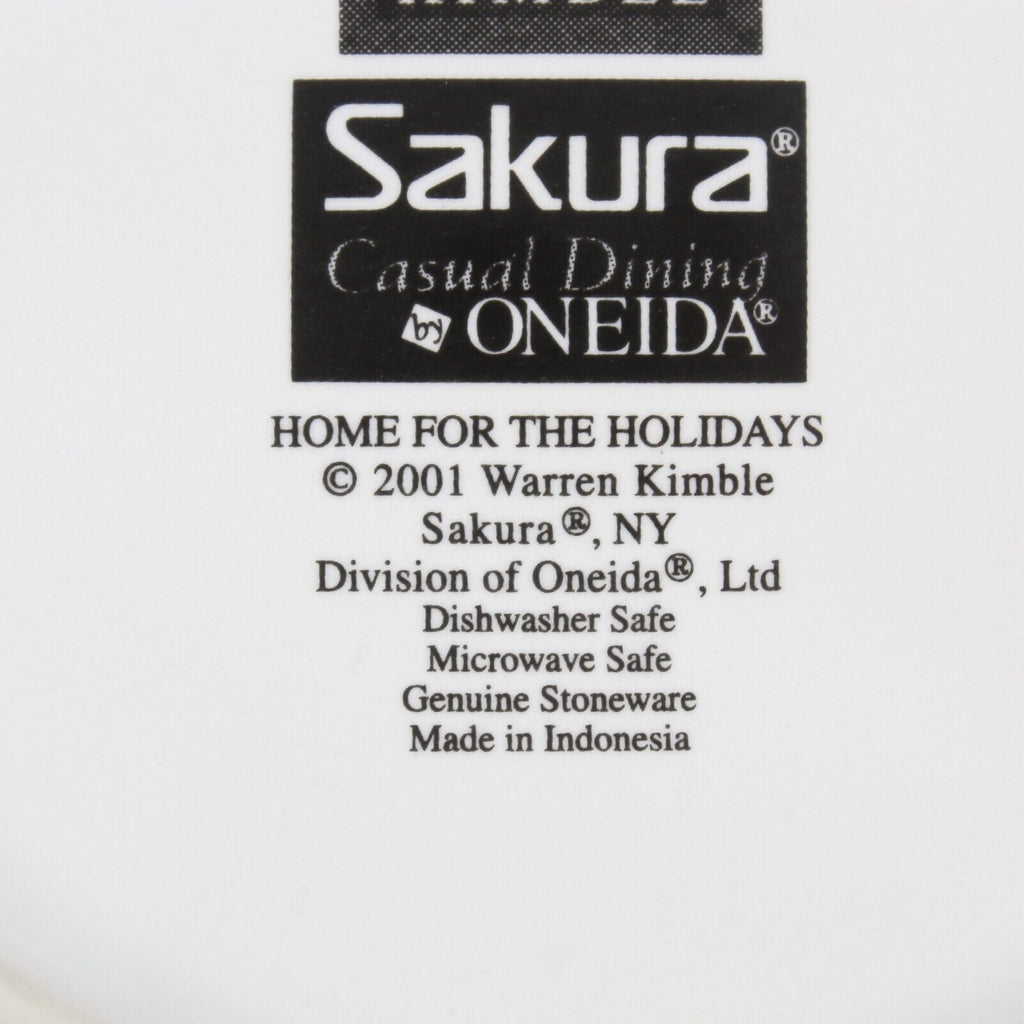 Sakura®
Casual Dining
by ONEIDA®
HOME FOR THE HOLIDAYS
© 2001 Warren Kimble
Sakura®, NY
Division of Oneida®, Ltd
Dishwasher Safe
Microwave Safe
Genuine Stoneware
Made in Indonesia